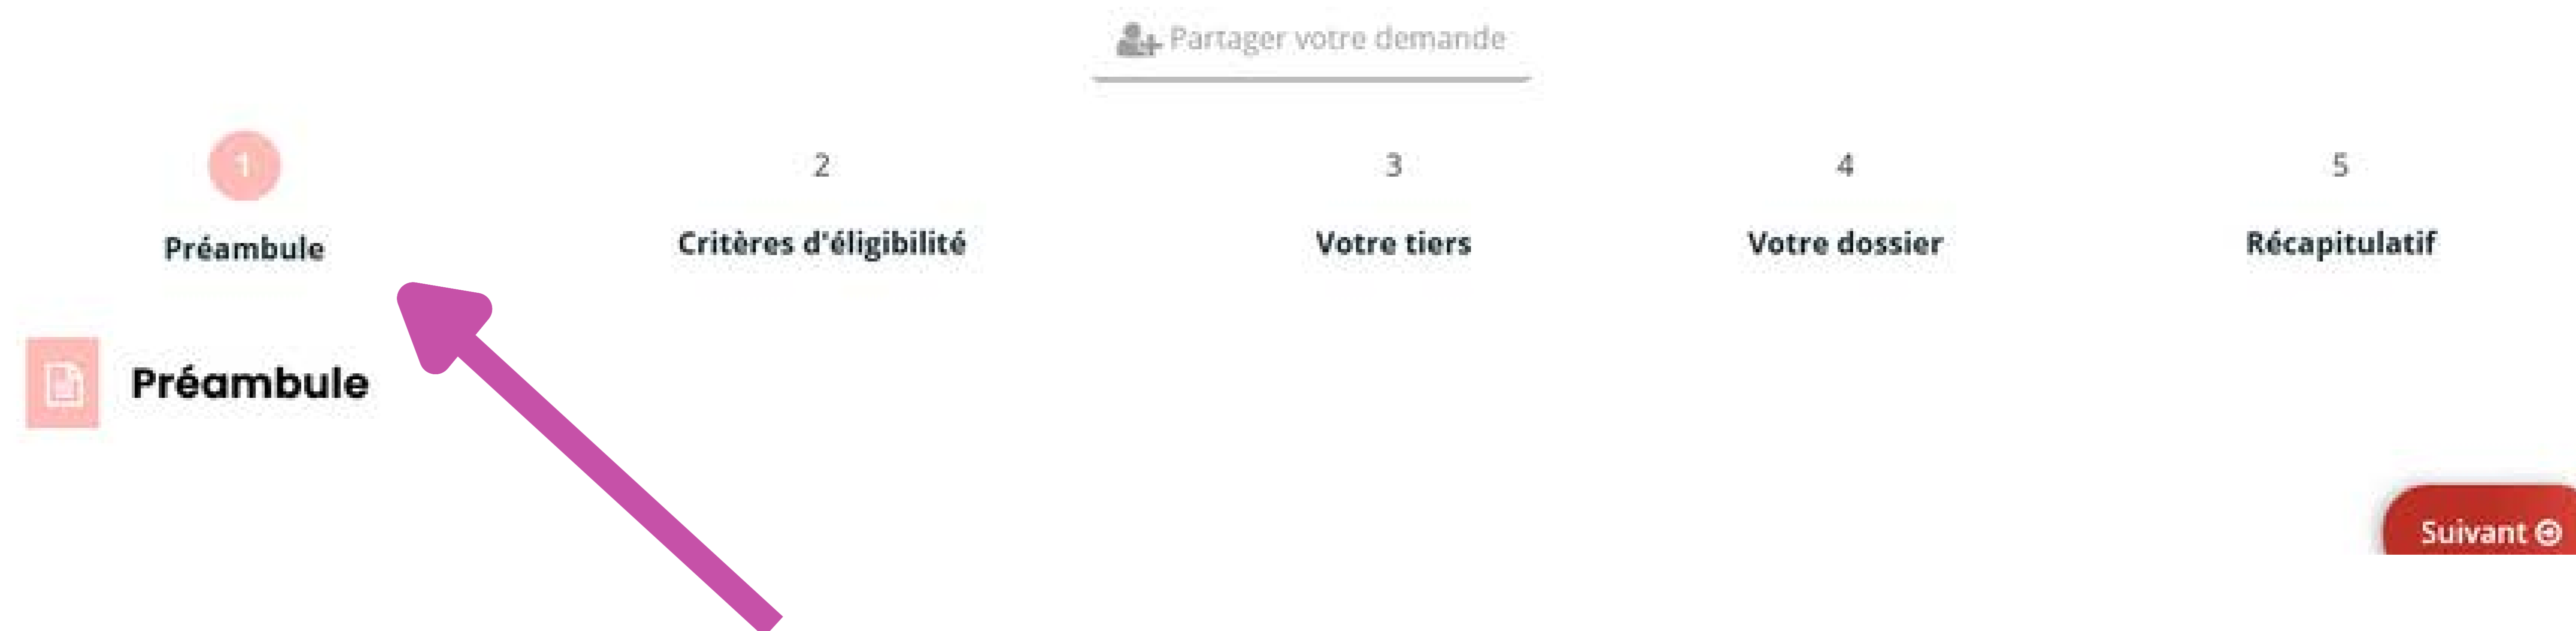 Partager votre demande
1 2 3 4 5
Préambule Critères d'éligibilité Votre tiers Votre dossier Récapitulatif
Préambule
Suivant